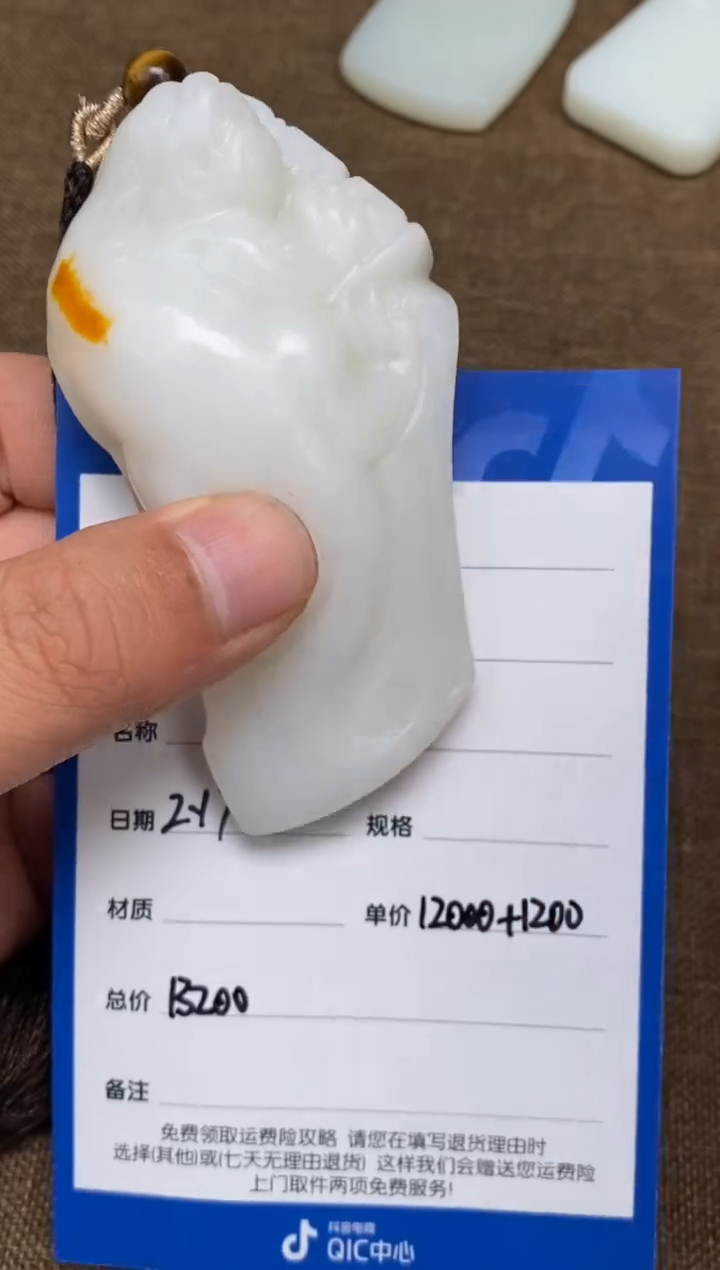 名称
日期 规格
材质 单价 12000+1200
总价 13200
备注
免费领取运费险攻略 请您在填写退货理由时
选择(其他)或(七天无理由退货) 这样我们会赠送您运费险
上门取件两项免费服务!
抖音电商
QIC中心